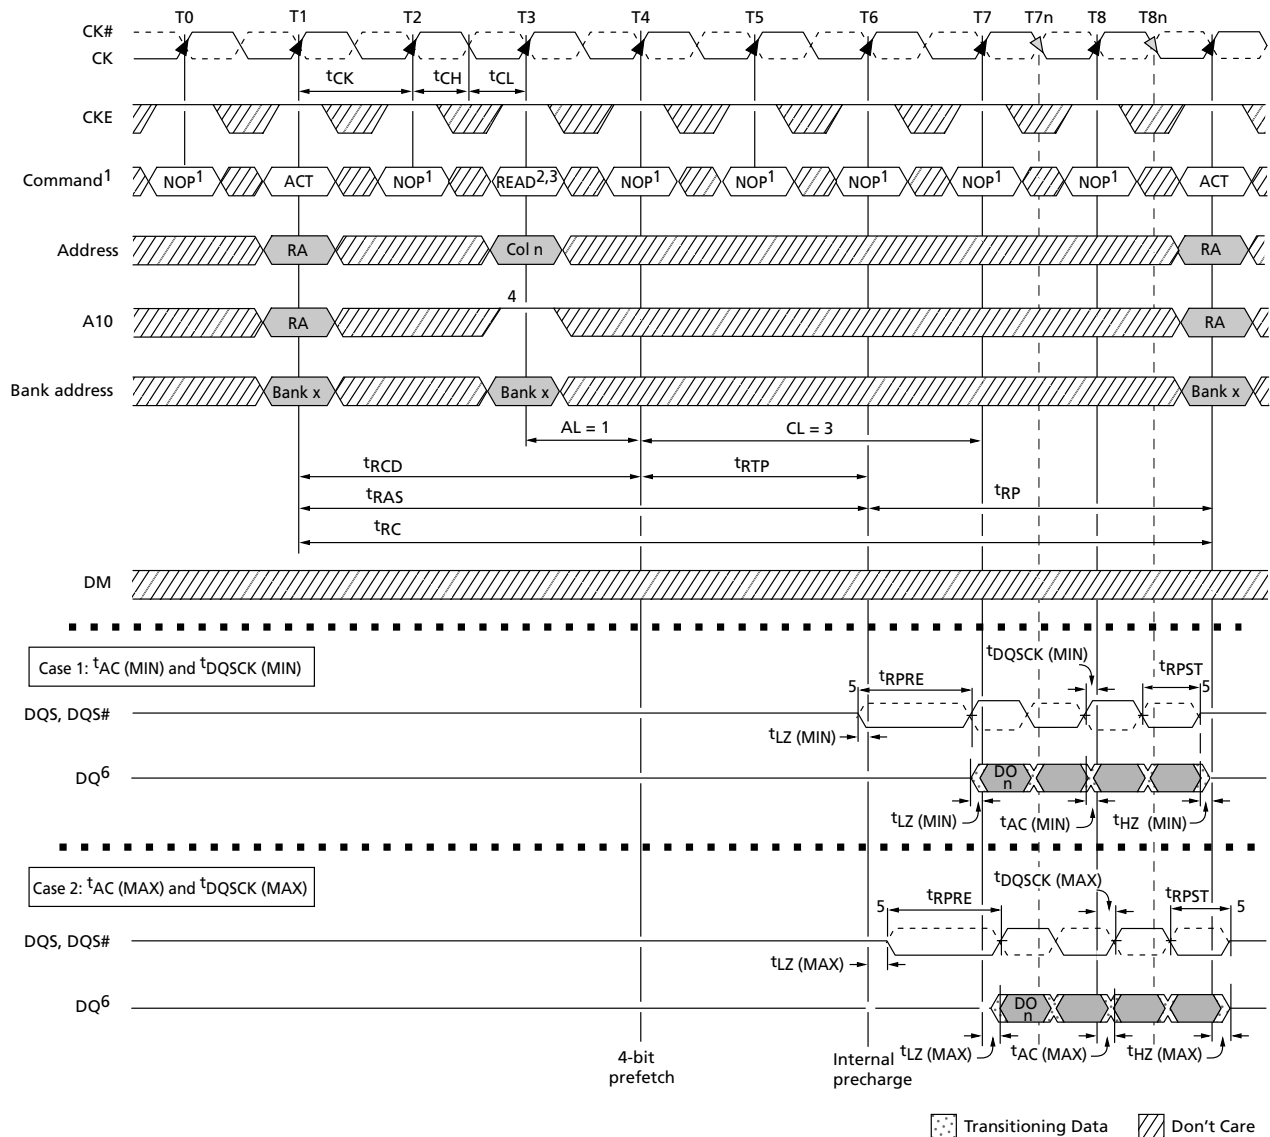 T0 T1 T2 T3 T4 T5 T6 T7 T7n T8 T8n
CK#
CK
tCK tCH tCL
CKE
Command1 NOP1 ACT NOP1 READ2,3 NOP1 NOP1 NOP1 NOP1 NOP1 ACT
Address RA Col n RA
4
A10 RA RA
Bank address Bank x Bank x Bank x
AL = 1 CL = 3
tRCD tRTP
tRAS tRP
tRC
DM
Case 1: tAC (MIN) and tDQSCK (MIN)
tDQSCK (MIN)
5 tRPRE tRPST 5
DQS, DQS#
tLZ (MIN)
DQ6 DO
n
tLZ (MIN) tAC (MIN) tHZ (MIN)
Case 2: tAC (MAX) and tDQSCK (MAX)
tDQSCK (MAX)
5 tRPRE tRPST 5
DQS, DQS#
tLZ (MAX)
DQ6 DO
n
tLZ (MAX) tAC (MAX) tHZ (MAX)
4-bit
prefetch
Internal
precharge
Transitioning Data Don't Care